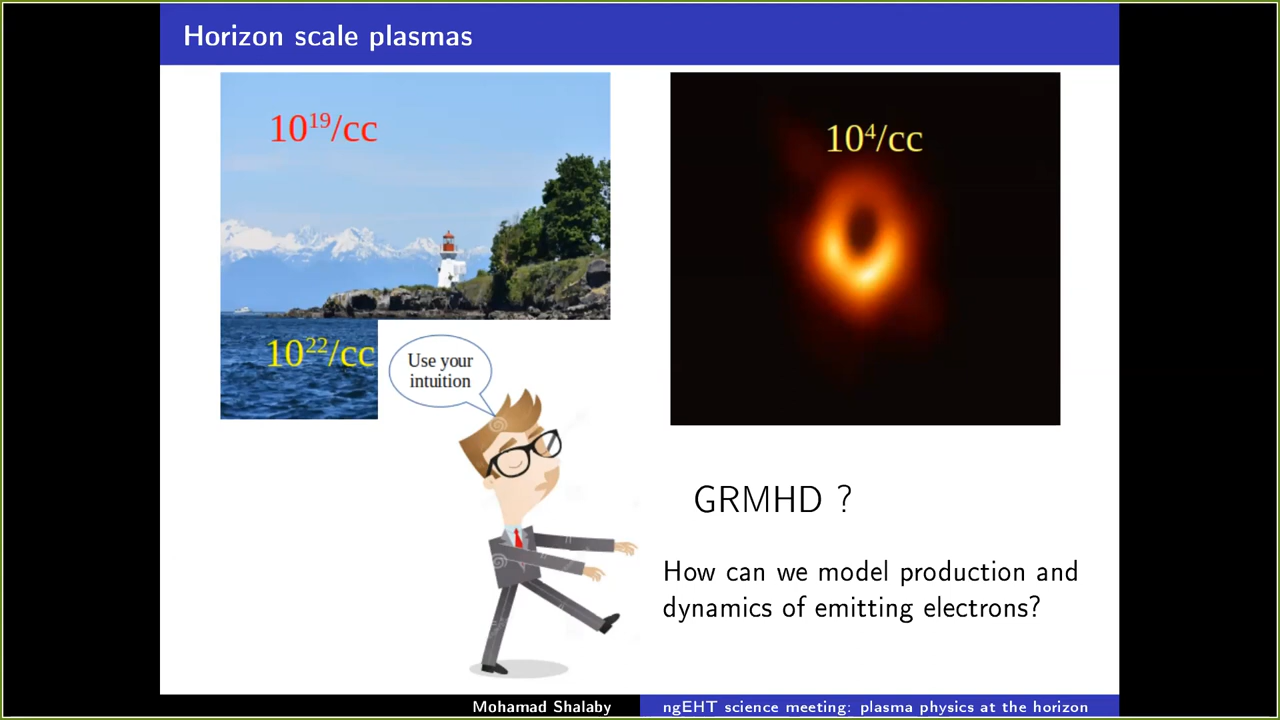 Horizon scale plasmas
10¹⁹/cc
10²²/cc
Use your
intuition
10⁴/cc
GRMHD ?
How can we model production and
dynamics of emitting electrons?
Mohamad Shalaby
ngEHT science meeting: plasma physics at the horizon